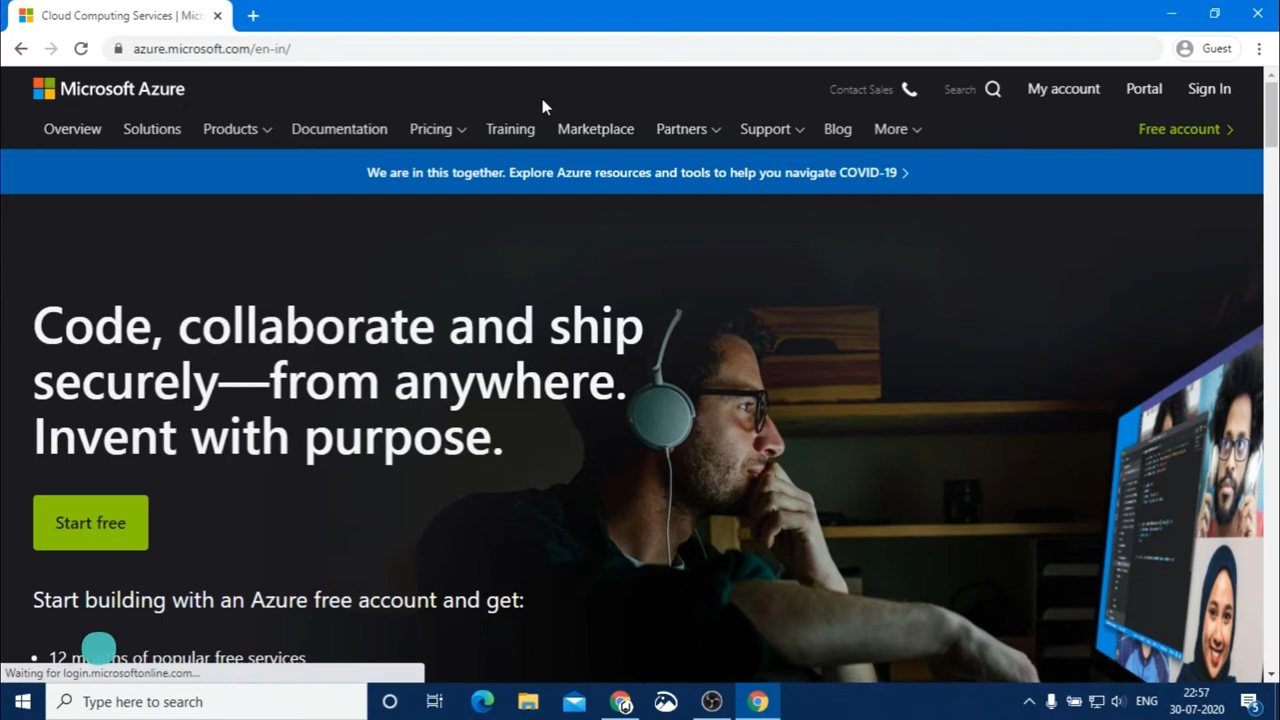 Cloud Computing Services | Mic
azure.microsoft.com/en-in/
Guest
Microsoft Azure
Contact Sales
Search
My account
Portal
Sign In
Overview
Solutions
Products
Documentation
Pricing
Training
Marketplace
Partners
Support
Blog
More
Free account
We are in this together. Explore Azure resources and tools to help you navigate COVID-19
Code, collaborate and ship
securely—from anywhere.
Invent with purpose.
Start free
Start building with an Azure free account and get:
• 12 months of popular free services
Waiting for login.microsoftonline.com...
Type here to search
ENG
22:57
30-07-2020
5